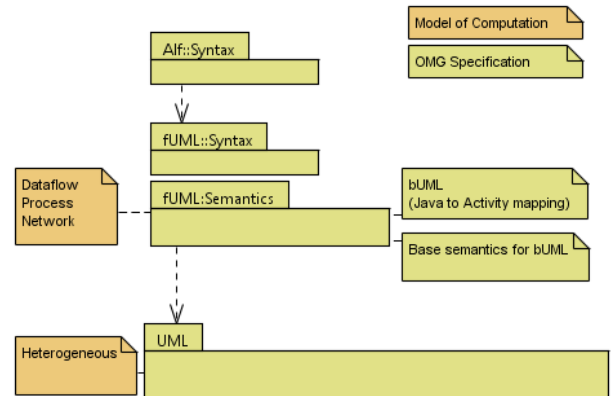 Model of Computation
Alf::Syntax
OMG Specification
fUML::Syntax
Dataflow
Process
Network
fUML:Semantics
bUML
(Java to Activity mapping)
Base semantics for bUML
UML
Heterogeneous